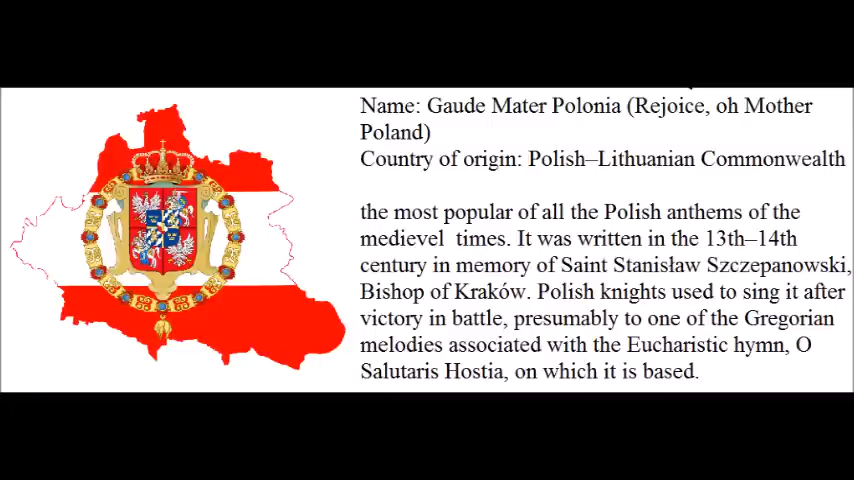 Name: Gaude Mater Polonia (Rejoice, oh Mother
Poland)
Country of origin: Polish–Lithuanian Commonwealth
the most popular of all the Polish anthems of the
medievel times. It was written in the 13th–14th
century in memory of Saint Stanisław Szczepanowski,
Bishop of Kraków. Polish knights used to sing it after
victory in battle, presumably to one of the Gregorian
melodies associated with the Eucharistic hymn, O
Salutaris Hostia, on which it is based.